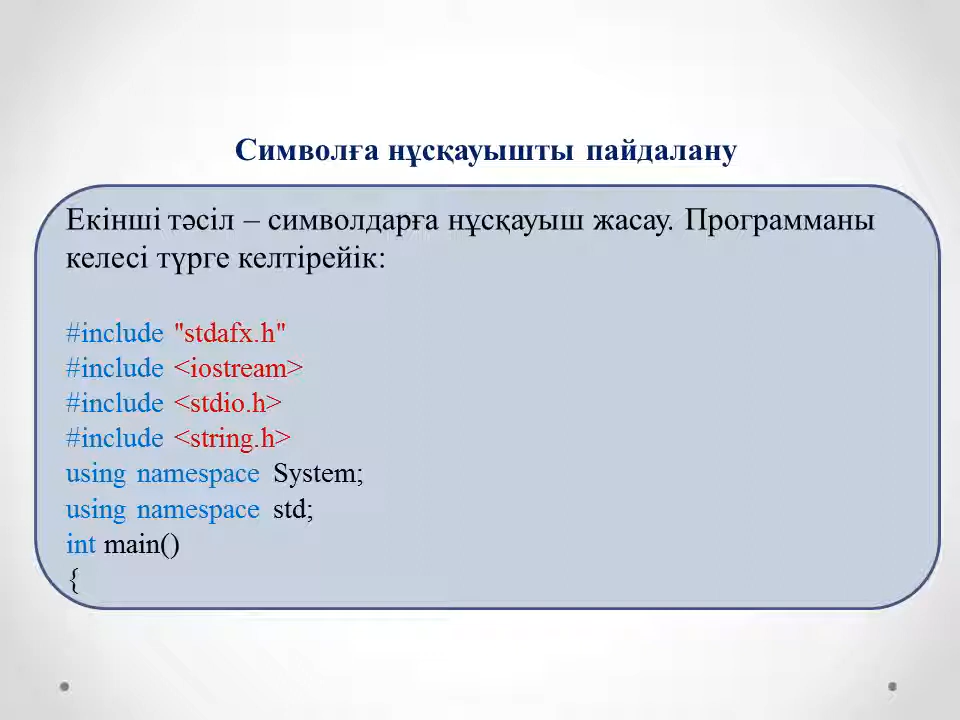 Символға нұсқауышты пайдалану
Екінші тәсіл – символдарға нұсқауыш жасау. Программаны
келесі түрге келтірейік:
#include "stdafx.h"
#include <iostream>
#include <stdio.h>
#include <string.h>
using namespace System;
using namespace std;
int main()
{